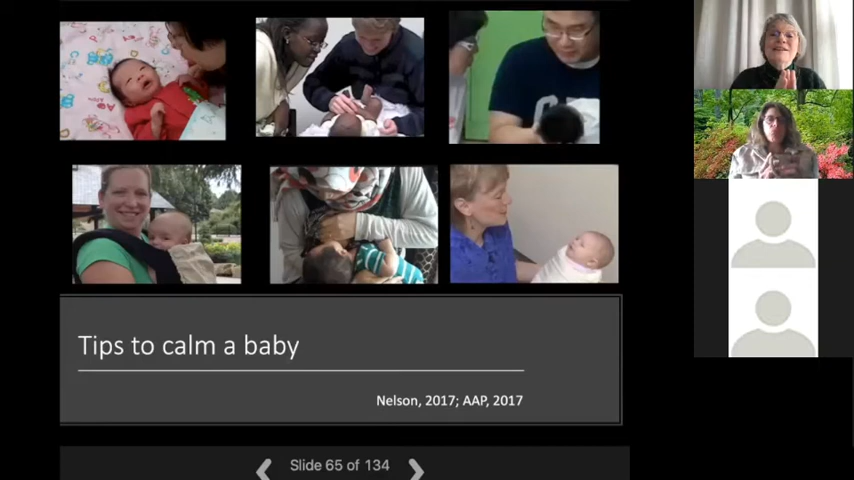 Tips to calm a baby
Nelson, 2017; AAP, 2017
Slide 65 of 134